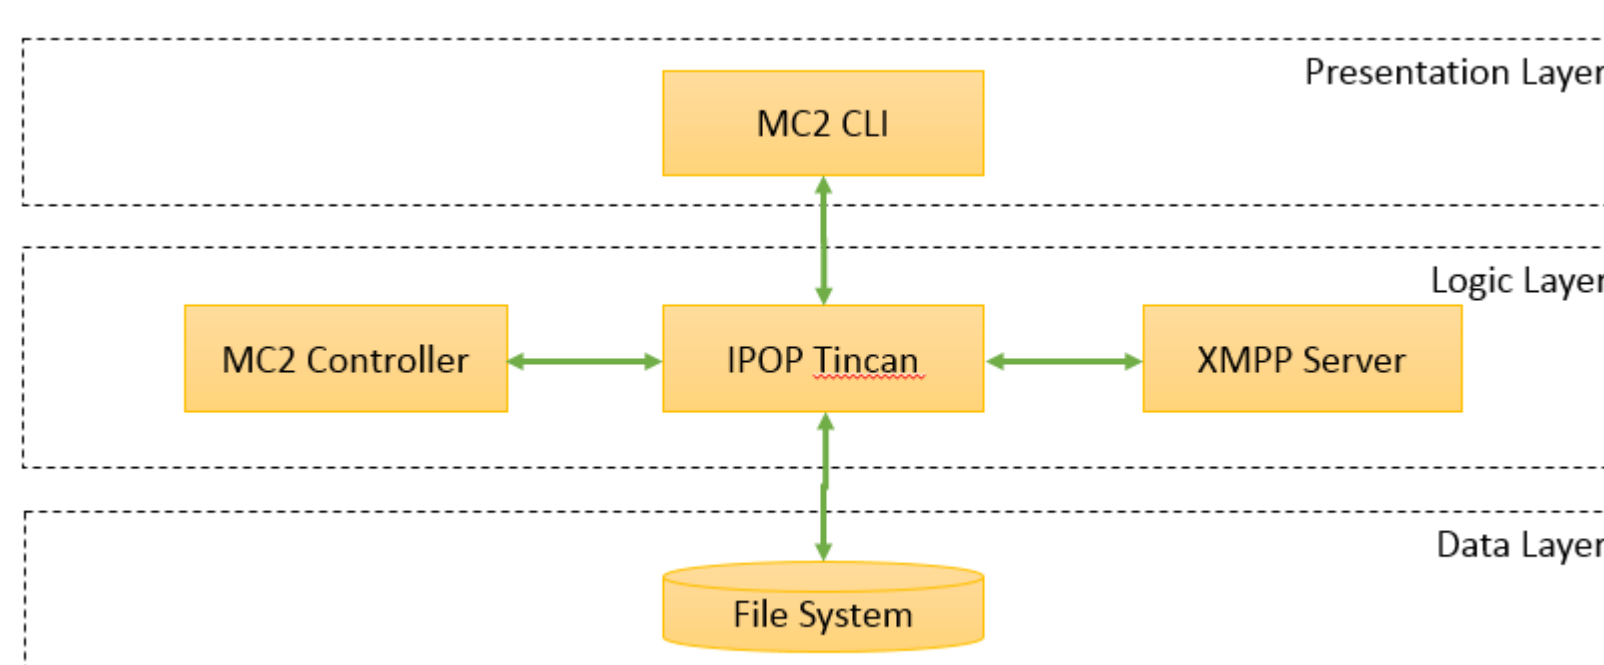 Presentation Layer
MC2 CLI
Logic Layer
MC2 Controller
IPOP Tincan
XMPP Server
Data Layer
File System